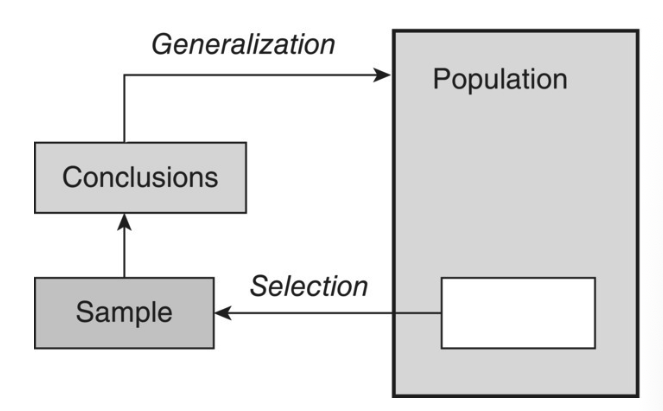 Generalization
Population
Conclusions
Selection
Sample